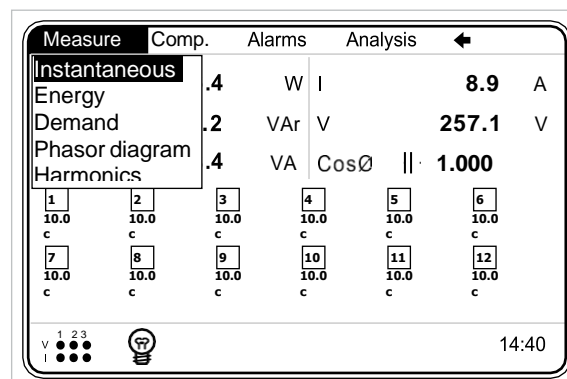 Measure Comp. Alarms Analysis
Instantaneous
Energy
Demand
Phasor diagram
Harmonics
.4 W I 8.9 A
.2 VAr V 257.1 V
.4 VA CosØ 1.000
1 2 3 4 5 6
10.0 10.0 10.0 10.0 10.0 10.0
c c c c c c
7 8 9 10 11 12
10.0 10.0 10.0 10.0 10.0 10.0
c c c c c c
1 2 3
V
I
14:40